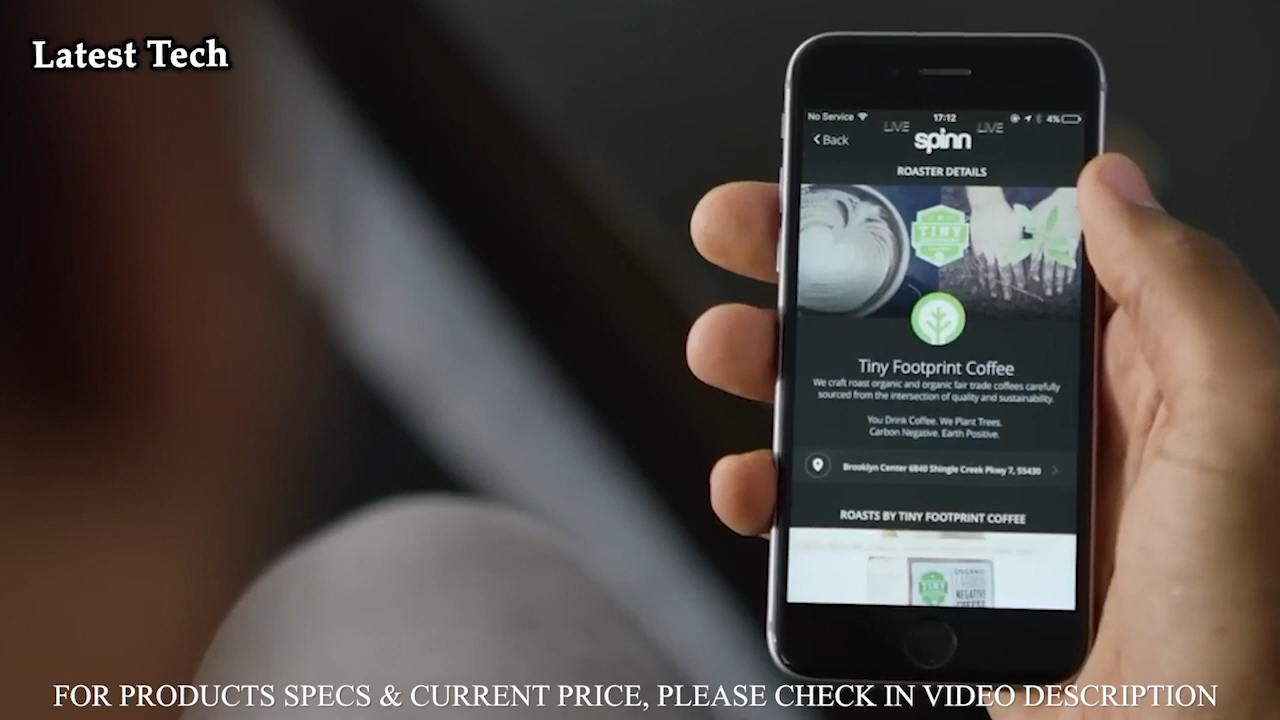 Latest Tech
No Service 17:12 4%
LIVE LIVE
Back spinn
ROASTER DETAILS
TINY
Tiny Footprint Coffee
We craft roast organic and organic fair trade coffees carefully
sourced from the intersection of quality and sustainability.
You Drink Coffee. We Plant Trees.
Carbon Negative. Earth Positive.
Brooklyn Center 6840 Shingle Creek Pkwy 7, 55430
ROASTS BY TINY FOOTPRINT COFFEE
ORGANIC
TINY
NEGATIVE
FOR PRODUCTS SPECS & CURRENT PRICE, PLEASE CHECK IN VIDEO DESCRIPTION